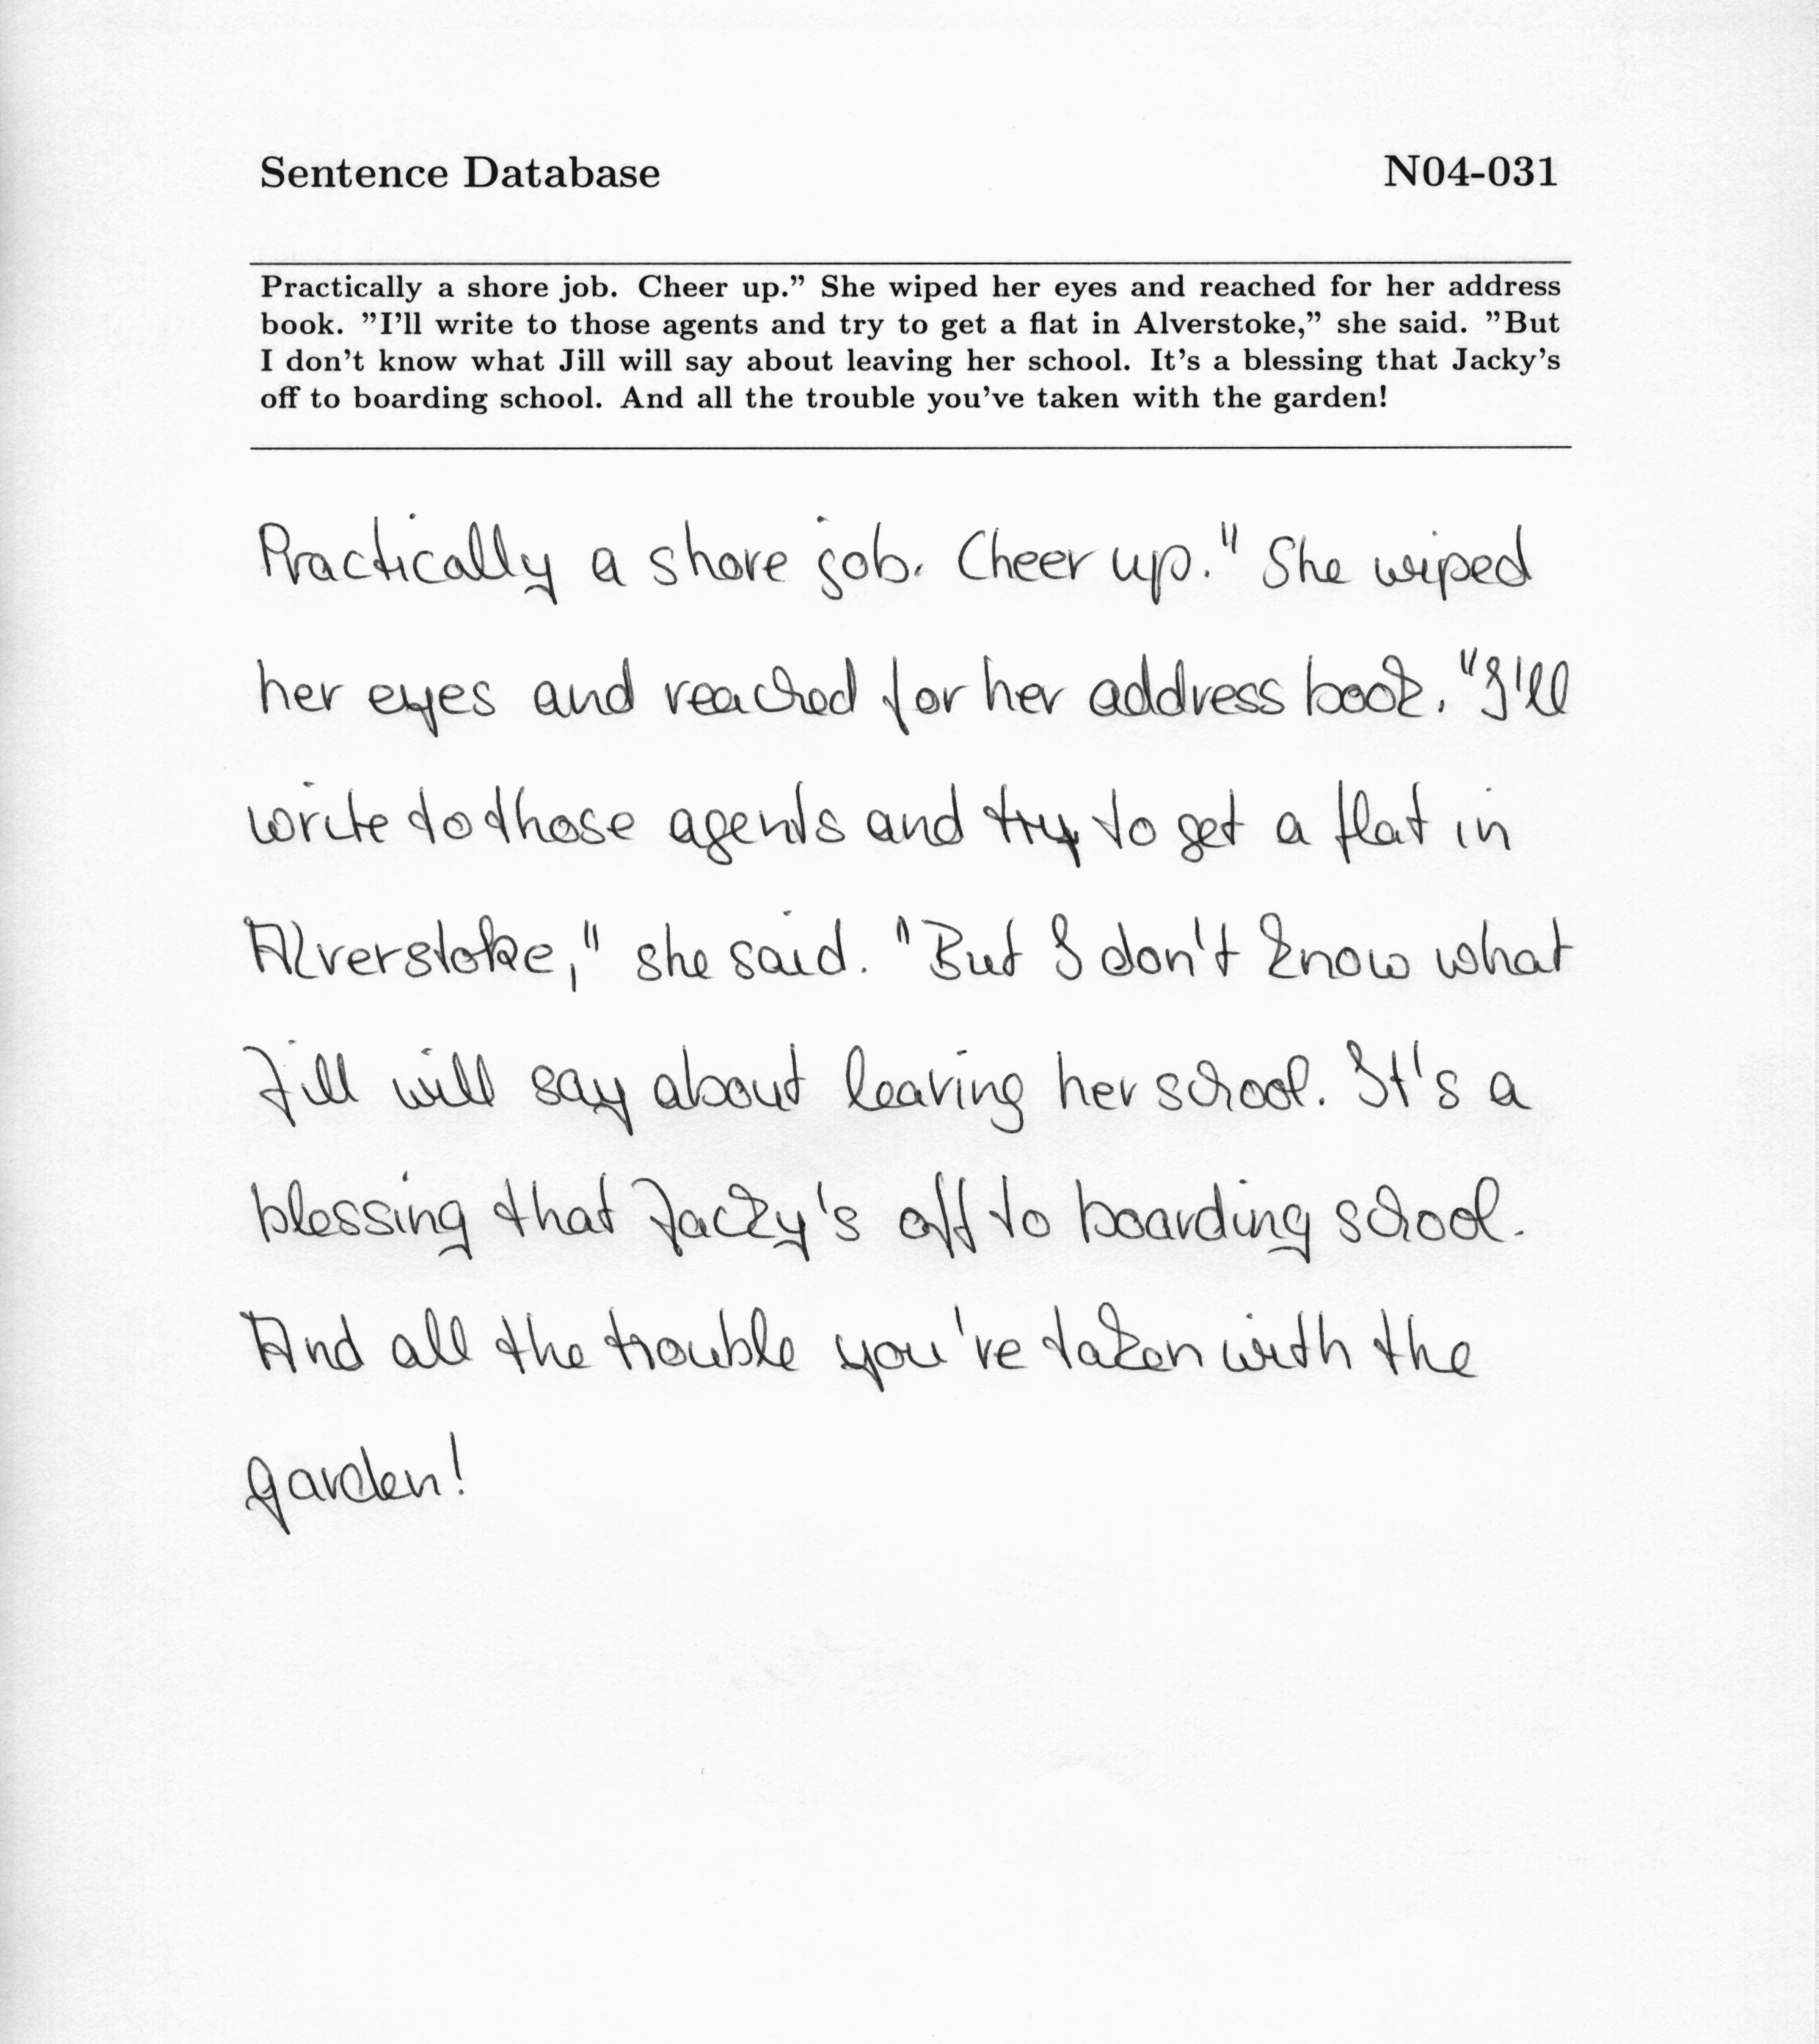 Sentence Database N04-031
Practically a shore job. Cheer up.” She wiped her eyes and reached for her address
book. ”I’ll write to those agents and try to get a flat in Alverstoke,” she said. ”But
I don’t know what Jill will say about leaving her school. It’s a blessing that Jacky’s
off to boarding school. And all the trouble you’ve taken with the garden!
Practically a shore job. Cheer up." She wiped
her eyes and reached for her address book. "I'll
write to those agents and try to get a flat in
Alverstoke," she said. "But I don't know what
Jill will say about leaving her school. It's a
blessing that Jacky's off to boarding school.
And all the trouble you've taken with the
garden!